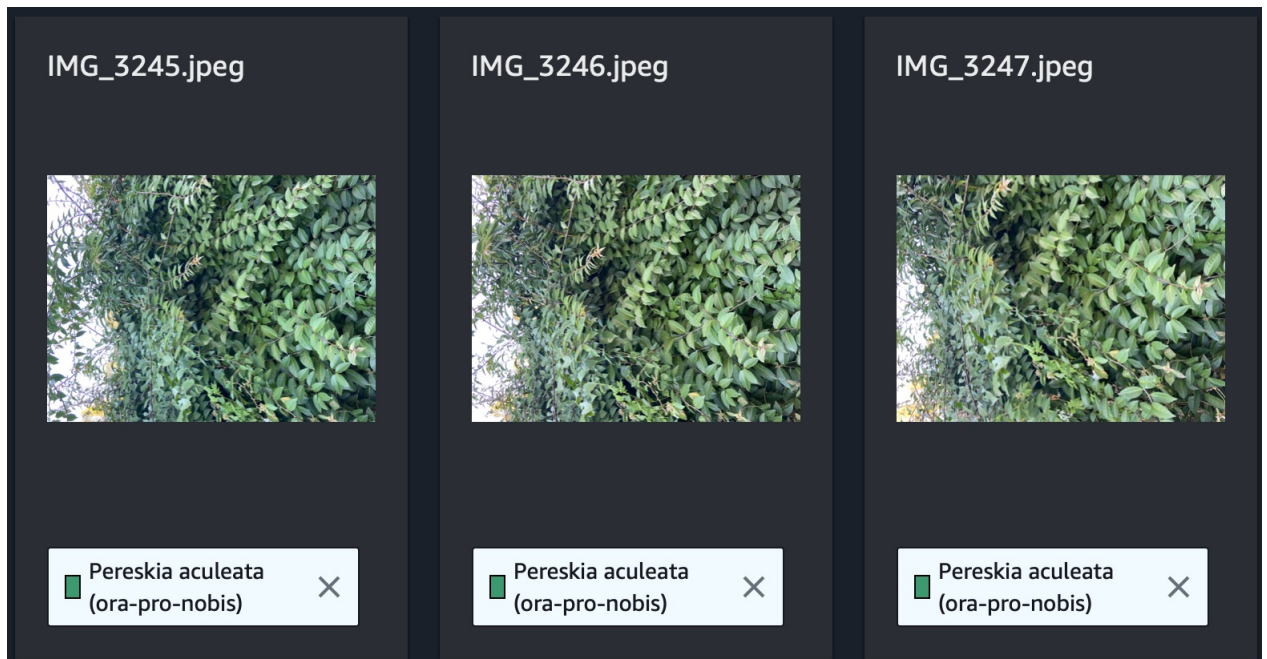 IMG_3245.jpeg
IMG_3246.jpeg
IMG_3247.jpeg
Pereskia aculeata
(ora-pro-nobis)
Pereskia aculeata
(ora-pro-nobis)
Pereskia aculeata
(ora-pro-nobis)